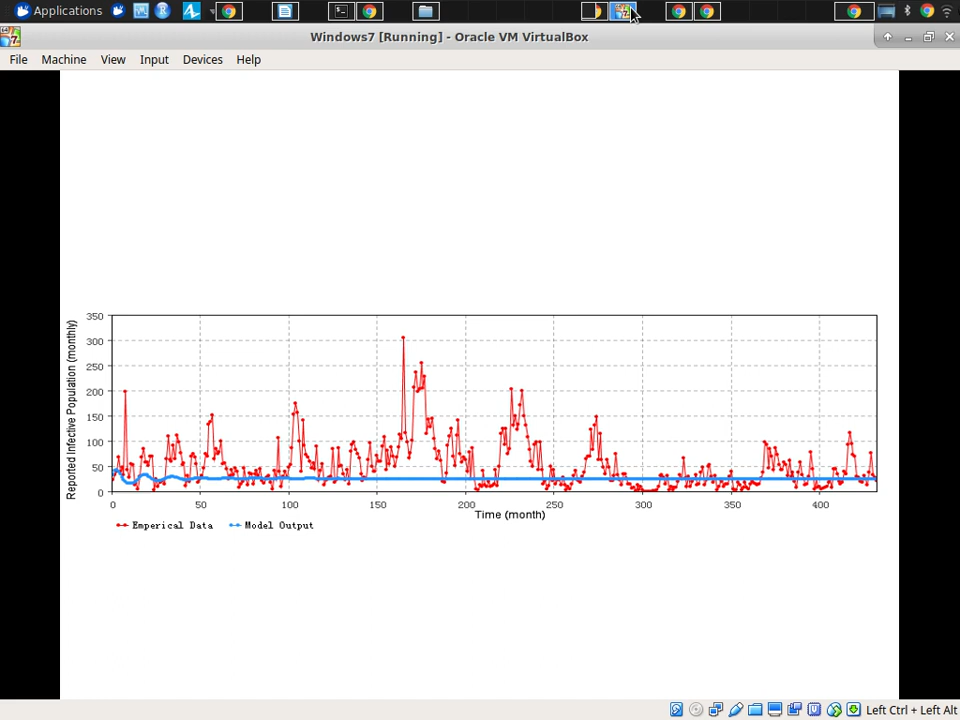 Applications
Windows7 [Running] - Oracle VM VirtualBox
File Machine View Input Devices Help
Reported Infective Population (monthly)
350
300
250
200
150
100
50
0
0 50 100 150 200 250 300 350 400
Time (month)
Emperical Data Model Output
Left Ctrl + Left Alt